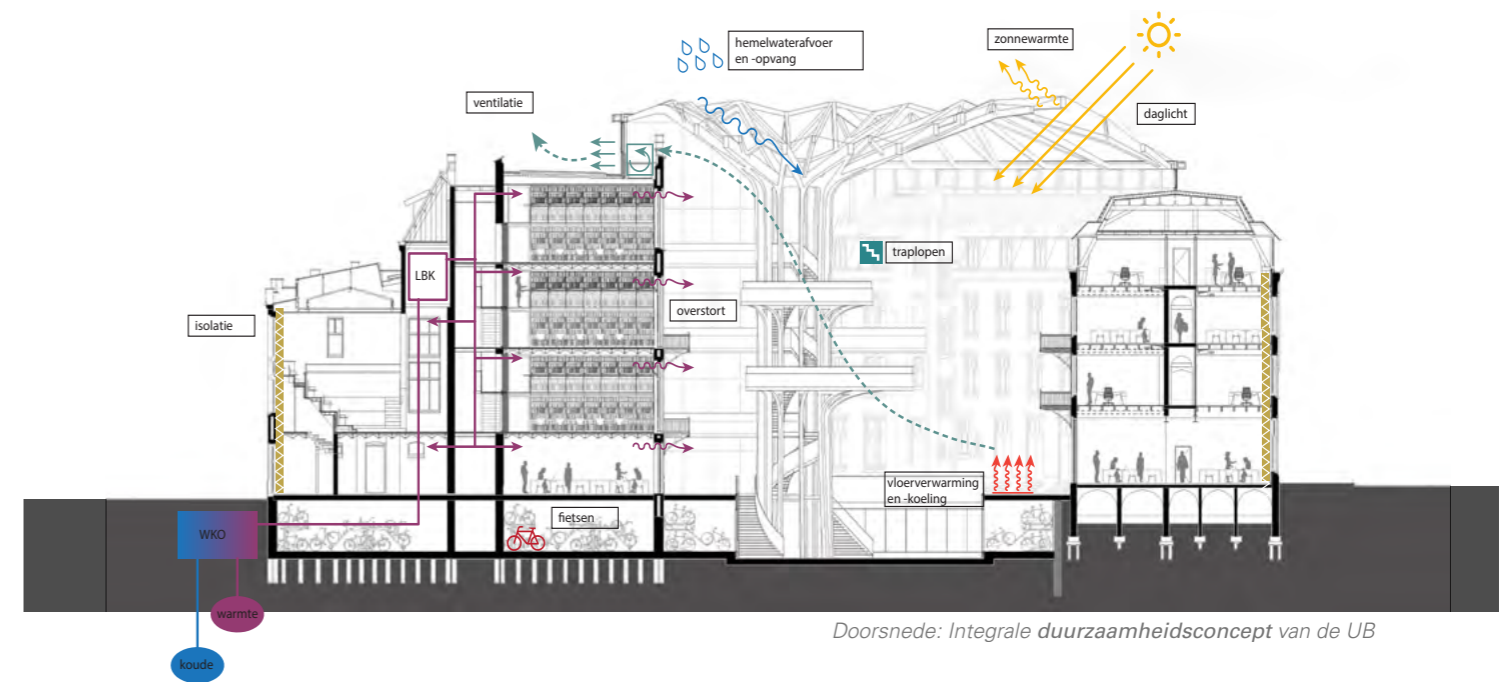 hemelwaterafvoer
en -opvang
zonnewarmte
ventilatie
daglicht
traplopen
LBK
overstort
isolatie
vloerverwarming
en -koeling
fietsen
WKO
warmte
koude
Doorsnede: Integrale duurzaamheidsconcept van de UB